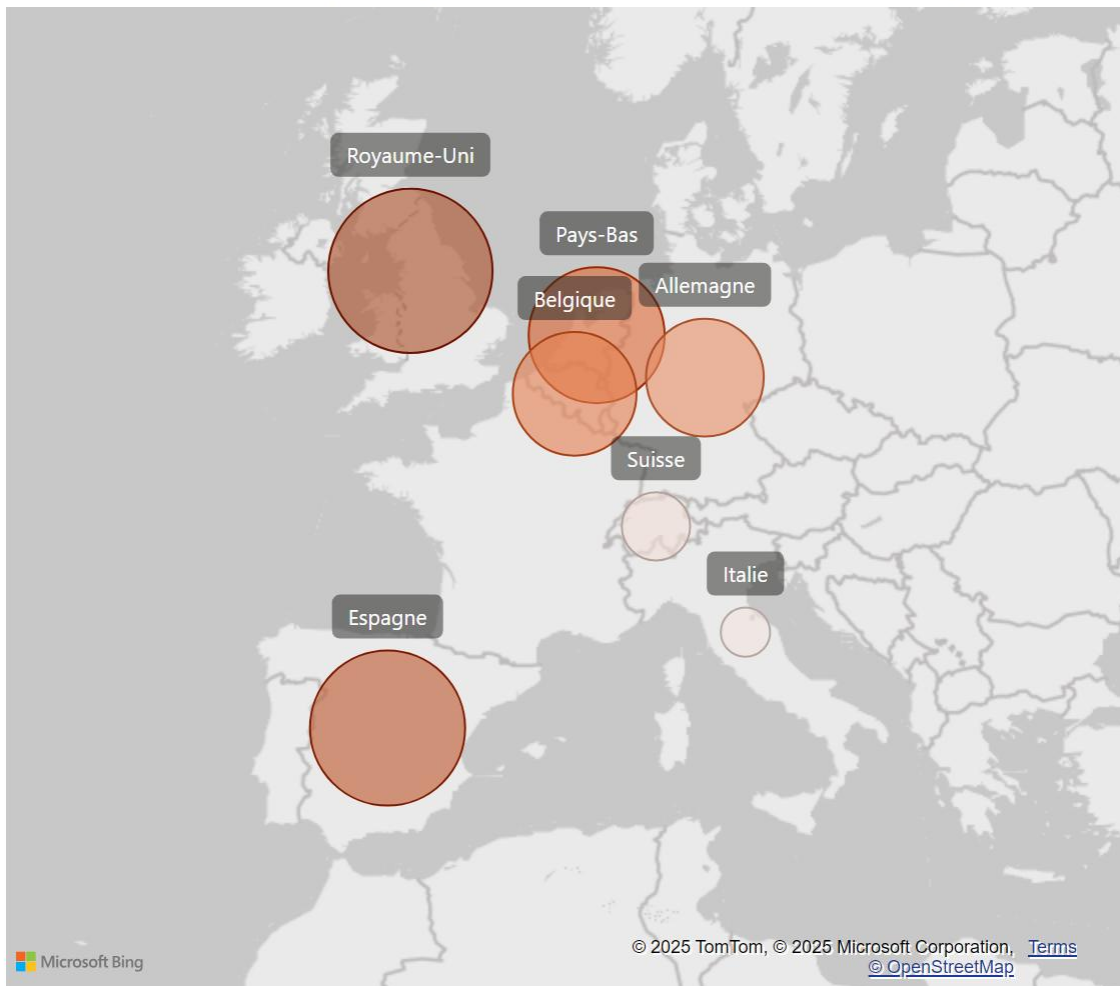 Royaume-Uni
Pays-Bas
Allemagne
Belgique
Suisse
Italie
Espagne
© 2025 TomTom, © 2025 Microsoft Corporation, Terms
Microsoft Bing
© OpenStreetMap